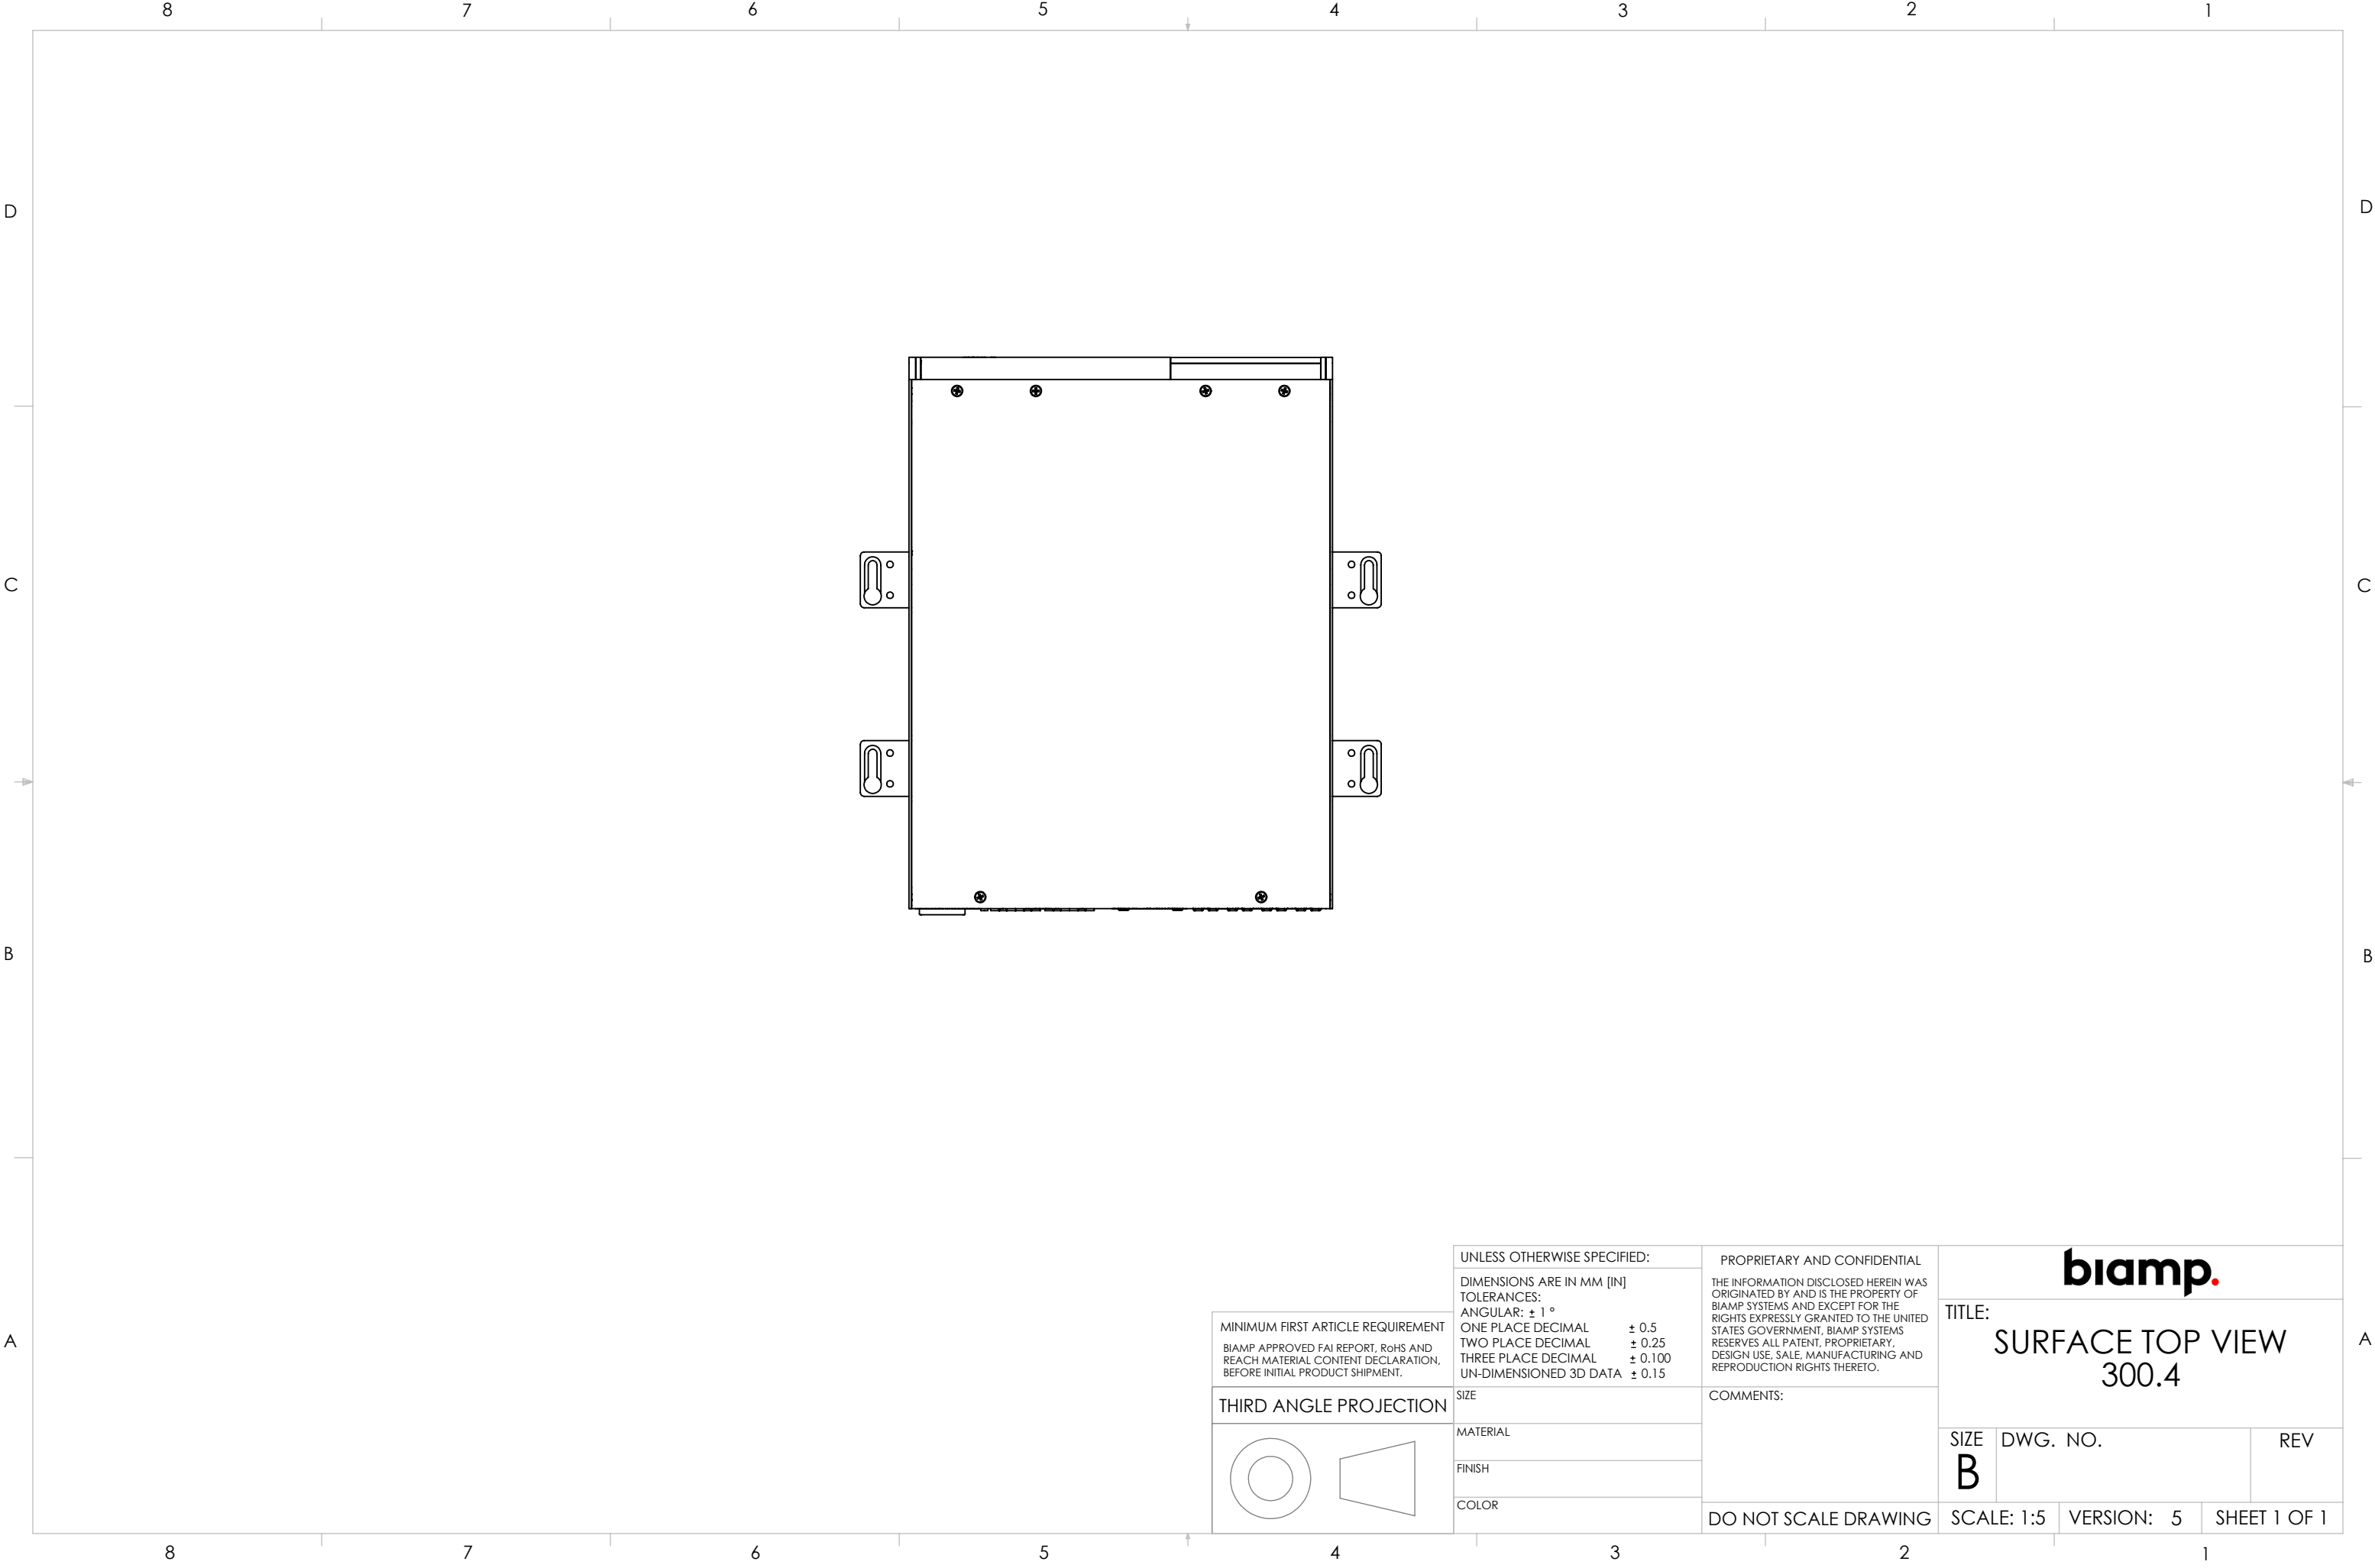 8 7 6 5 4 3 2 1
D D
C C
B B
A A
MINIMUM FIRST ARTICLE REQUIREMENT
BIAMP APPROVED FAI REPORT, RoHS AND
REACH MATERIAL CONTENT DECLARATION,
BEFORE INITIAL PRODUCT SHIPMENT.
THIRD ANGLE PROJECTION
UNLESS OTHERWISE SPECIFIED:
DIMENSIONS ARE IN MM [IN]
TOLERANCES:
ANGULAR: ± 1 °
ONE PLACE DECIMAL ± 0.5
TWO PLACE DECIMAL ± 0.25
THREE PLACE DECIMAL ± 0.100
UN-DIMENSIONED 3D DATA ± 0.15
SIZE
MATERIAL
FINISH
COLOR
PROPRIETARY AND CONFIDENTIAL
THE INFORMATION DISCLOSED HEREIN WAS
ORIGINATED BY AND IS THE PROPERTY OF
BIAMP SYSTEMS AND EXCEPT FOR THE
RIGHTS EXPRESSLY GRANTED TO THE UNITED
STATES GOVERNMENT, BIAMP SYSTEMS
RESERVES ALL PATENT, PROPRIETARY,
DESIGN USE, SALE, MANUFACTURING AND
REPRODUCTION RIGHTS THERETO.
COMMENTS:
DO NOT SCALE DRAWING
biamp.
TITLE:
SURFACE TOP VIEW
300.4
SIZE
B
DWG. NO.
REV
SCALE: 1:5
VERSION: 5
SHEET 1 OF 1
8 7 6 5 4 3 2 1